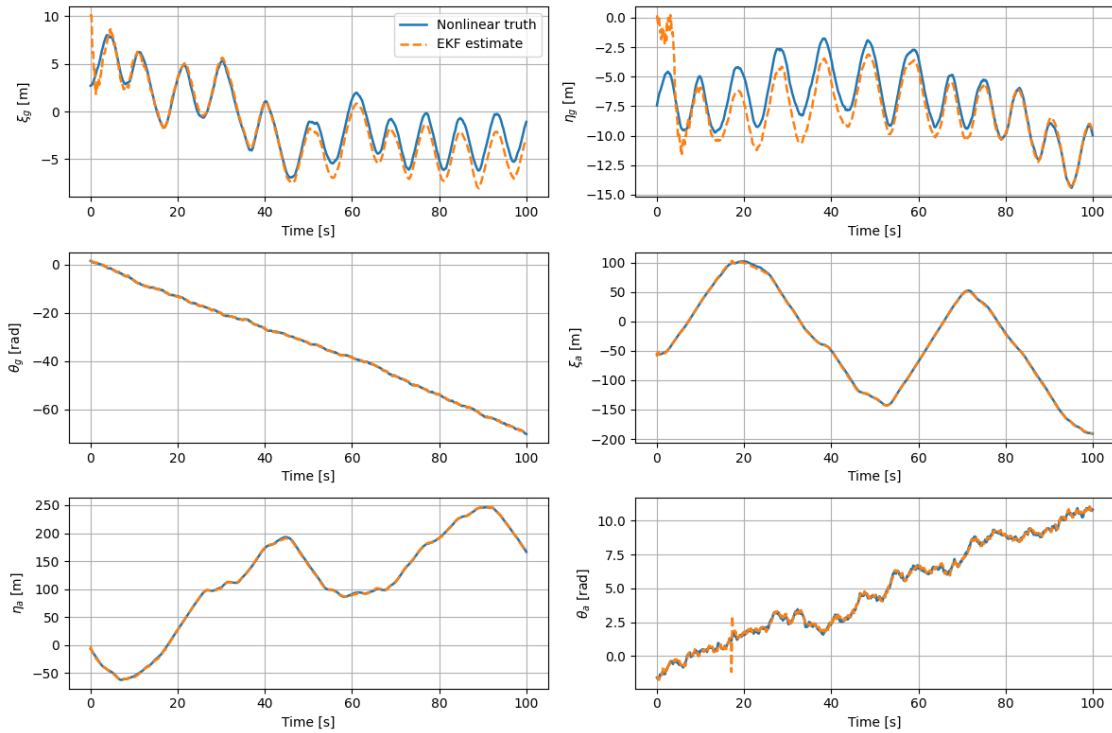 10
5
0
−5
ξg [m]
Nonlinear truth
EKF estimate
0 20 40 60 80 100
Time [s]
0.0
−2.5
−5.0
−7.5
−10.0
−12.5
−15.0
ηg [m]
0 20 40 60 80 100
Time [s]
0
−20
−40
−60
θg [rad]
0 20 40 60 80 100
Time [s]
100
50
0
−50
−100
−150
−200
ξa [m]
0 20 40 60 80 100
Time [s]
250
200
150
100
50
0
−50
ηa [m]
0 20 40 60 80 100
Time [s]
10.0
7.5
5.0
2.5
0.0
θa [rad]
0 20 40 60 80 100
Time [s]